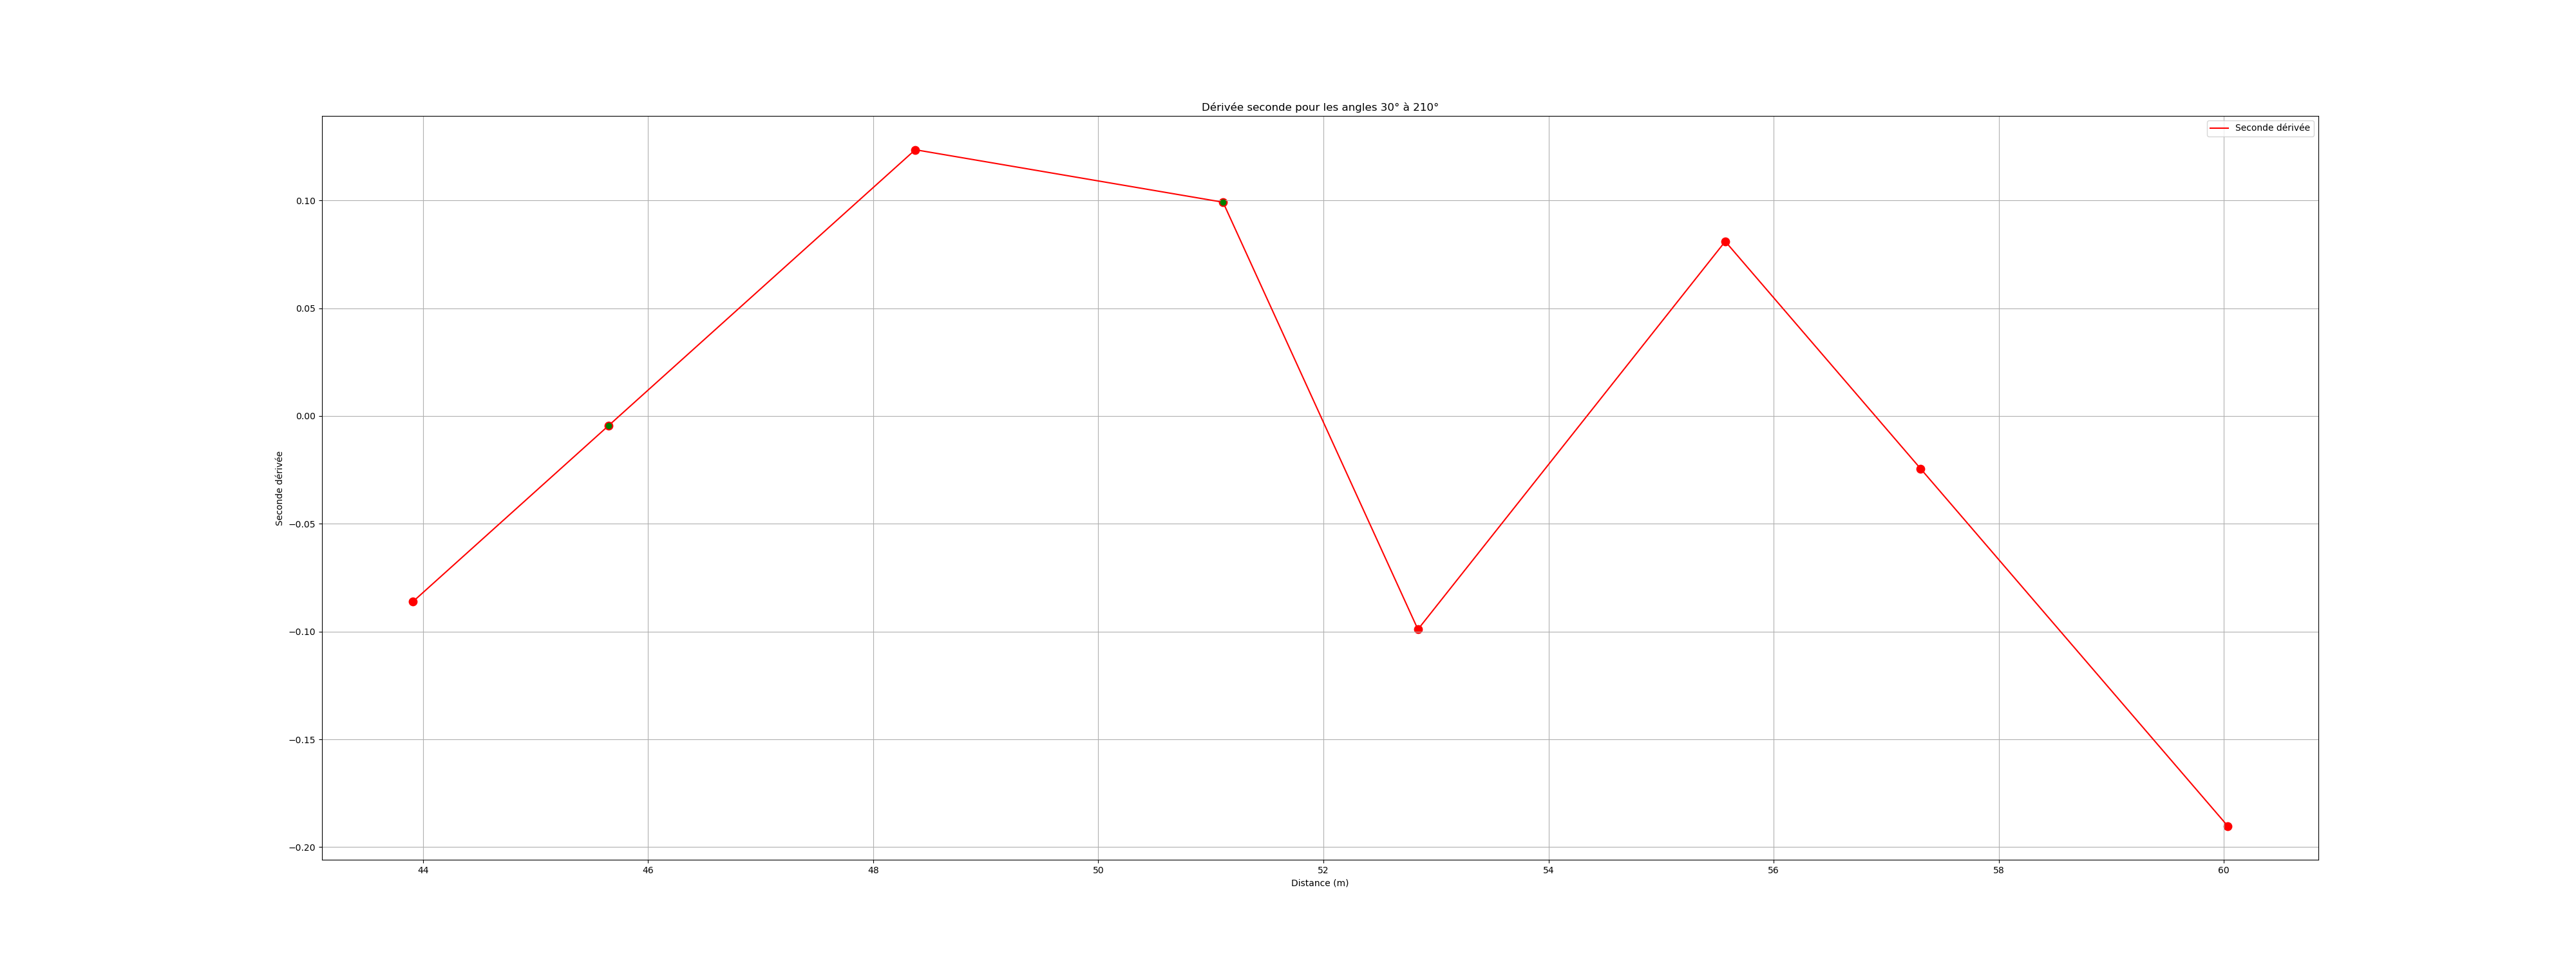 Dérivée seconde pour les angles 30° à 210°
Seconde dérivée
0.10
0.05
0.00
−0.05
−0.10
−0.15
−0.20
Seconde dérivée
44 46 48 50 52 54 56 58 60
Distance (m)